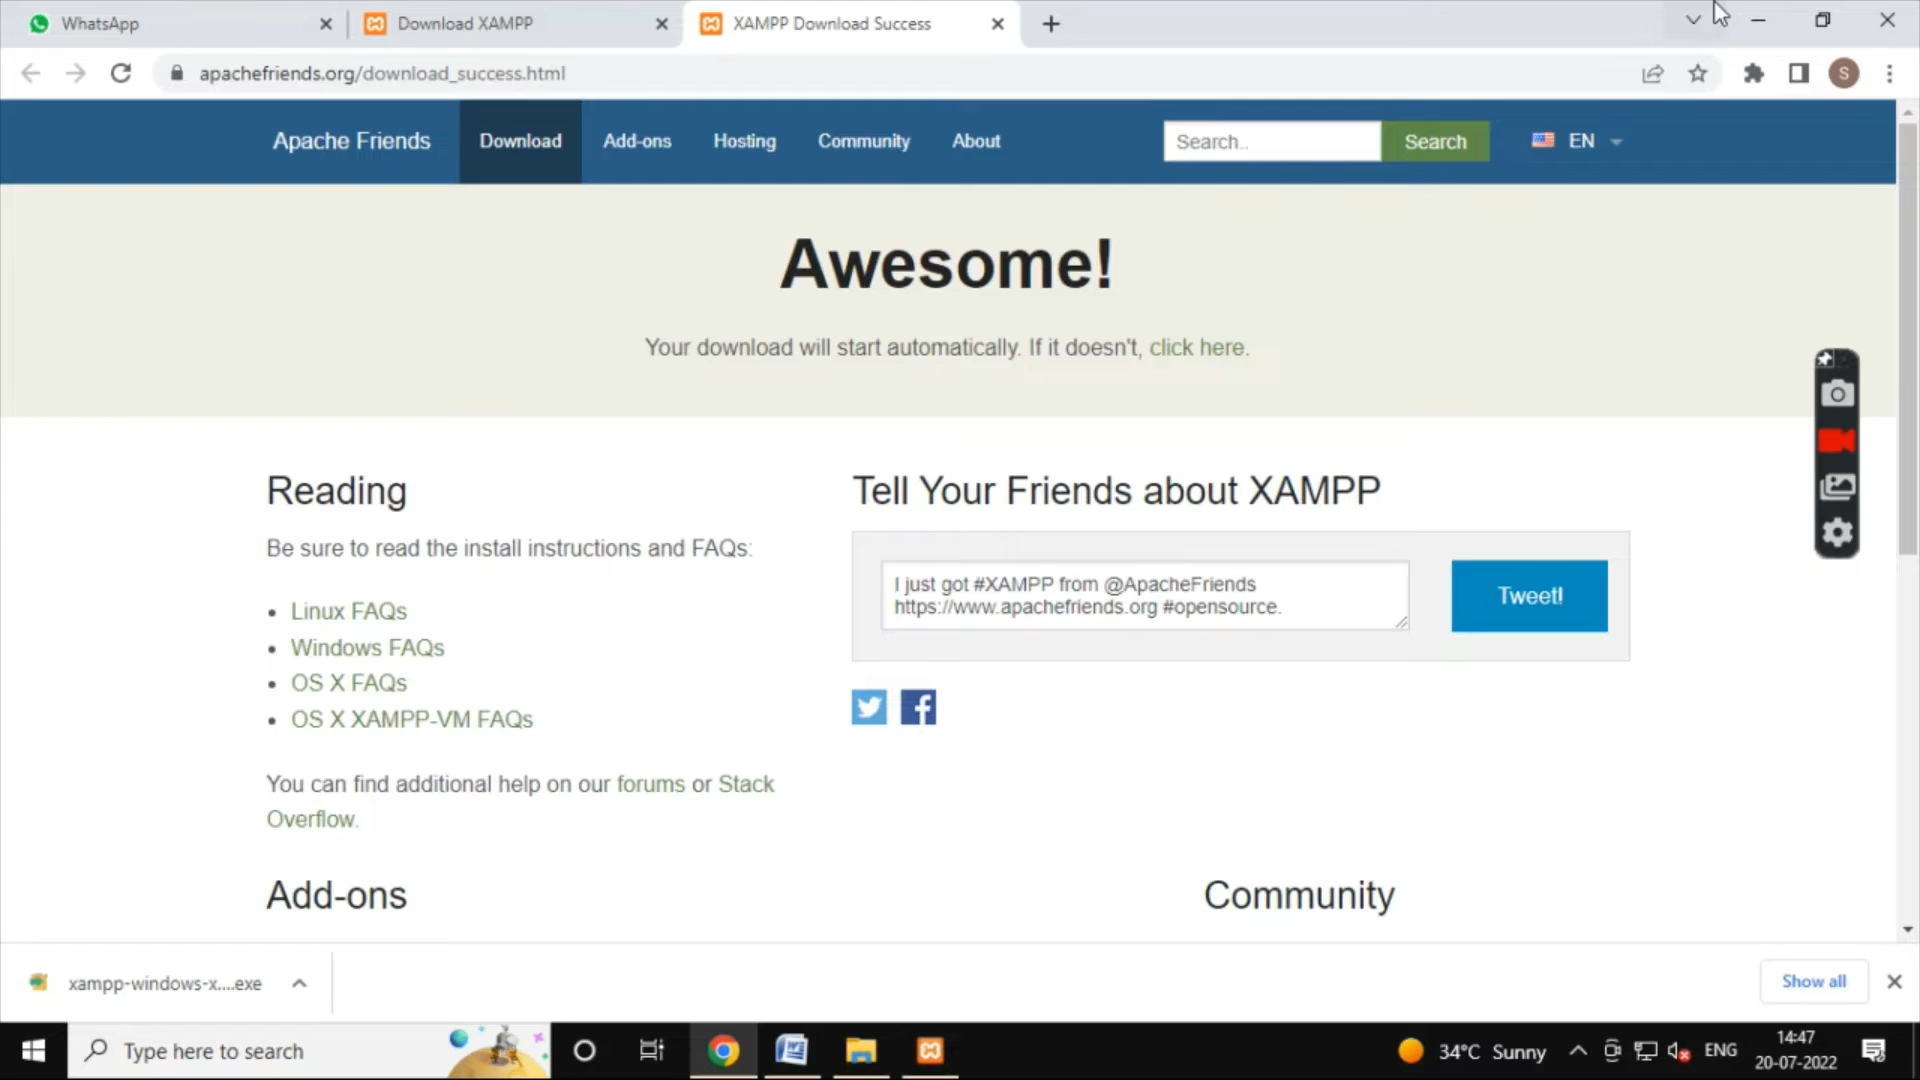 WhatsApp
Download XAMPP
XAMPP Download Success
apachefriends.org/download_success.html
S
Apache Friends
Download
Add-ons
Hosting
Community
About
Search..
Search
EN
Awesome!
Your download will start automatically. If it doesn't, click here.
Reading
Be sure to read the install instructions and FAQs:
Linux FAQs
Windows FAQs
OS X FAQs
OS X XAMPP-VM FAQs
You can find additional help on our forums or Stack
Overflow.
Tell Your Friends about XAMPP
I just got #XAMPP from @ApacheFriends
https://www.apachefriends.org #opensource.
Tweet!
Add-ons
Community
xampp-windows-x....exe
Show all
Type here to search
34°C Sunny
ENG
14:47
20-07-2022